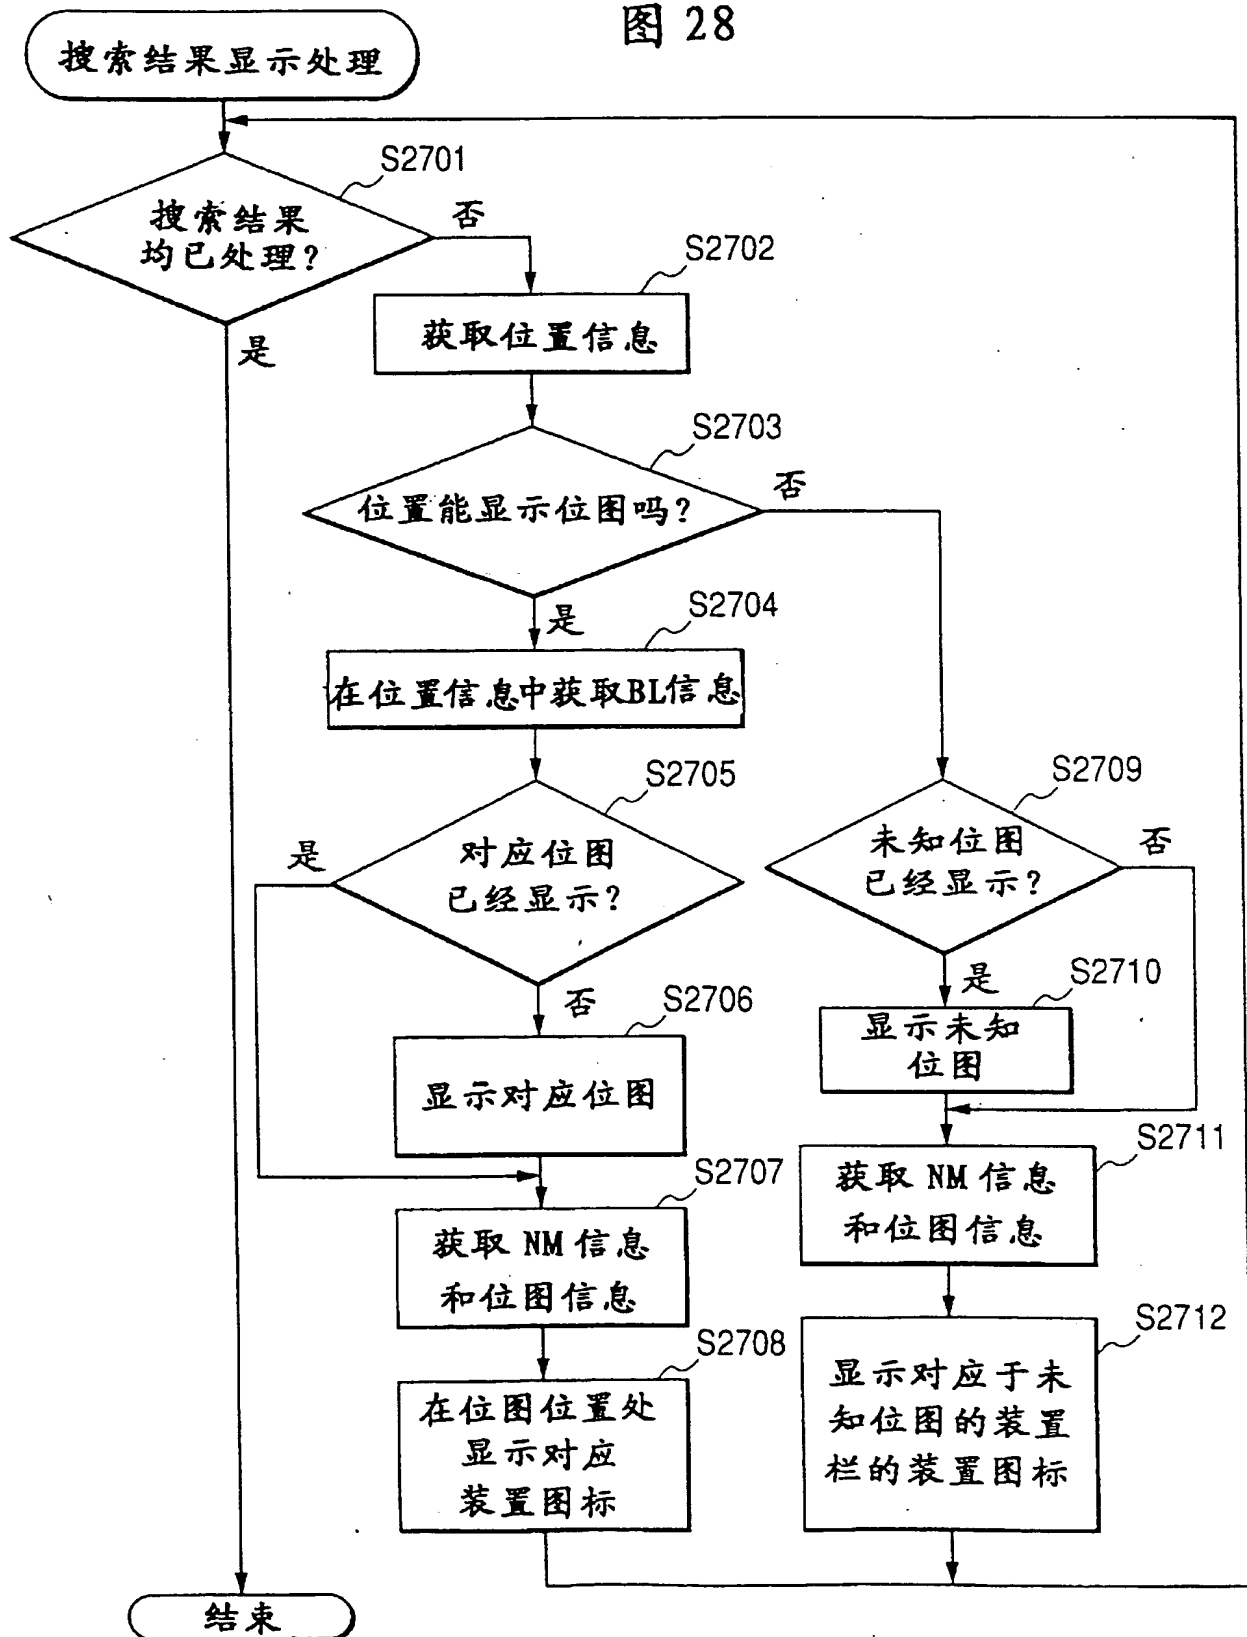 图 28
搜索结果显示处理
S2701
搜索结果
均已处理?
否
是
S2702
获取位置信息
S2703
位置能显示位图吗?
否
是
S2704
在位置信息中获取BL信息
S2705
对应位图
已经显示?
是
否
S2706
显示对应位图
S2707
获取 NM 信息
和位图信息
S2708
在位图位置处
显示对应
装置图标
S2709
未知位图
已经显示?
否
是
S2710
显示未知
位图
S2711
获取 NM 信息
和位图信息
S2712
显示对应于未
知位图的装置
栏的装置图标
结束